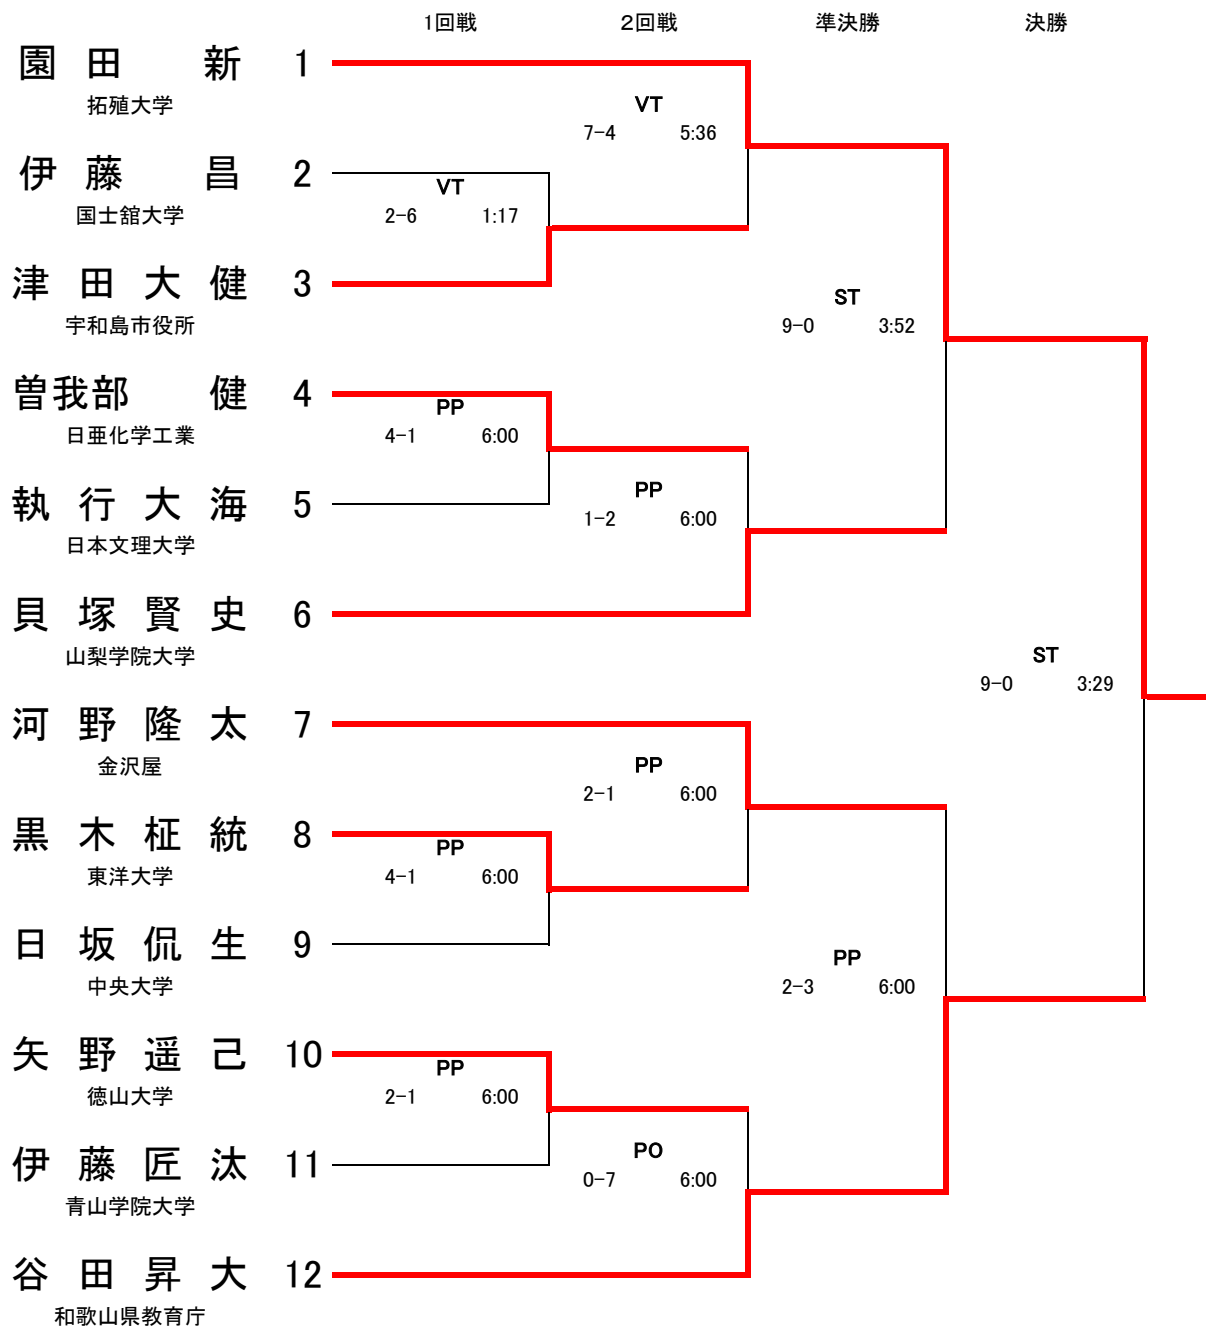 1回戦 2回戦 準決勝 決勝
園田 新 1
拓殖大学
VT
7-4 5:36
伊藤 昌 2
国士舘大学
VT
2-6 1:17
津田大健 3
宇和島市役所
ST
9-0 3:52
曽我部 健 4
日亜化学工業
PP
4-1 6:00
執行大海 5
日本文理大学
PP
1-2 6:00
貝塚賢史 6
山梨学院大学
ST
9-0 3:29
河野隆太 7
金沢屋
PP
2-1 6:00
黒木柾統 8
東洋大学
PP
4-1 6:00
日坂侃生 9
中央大学
PP
2-3 6:00
矢野遥己 10
徳山大学
PP
2-1 6:00
伊藤匠汰 11
青山学院大学
PO
0-7 6:00
谷田昇大 12
和歌山県教育庁